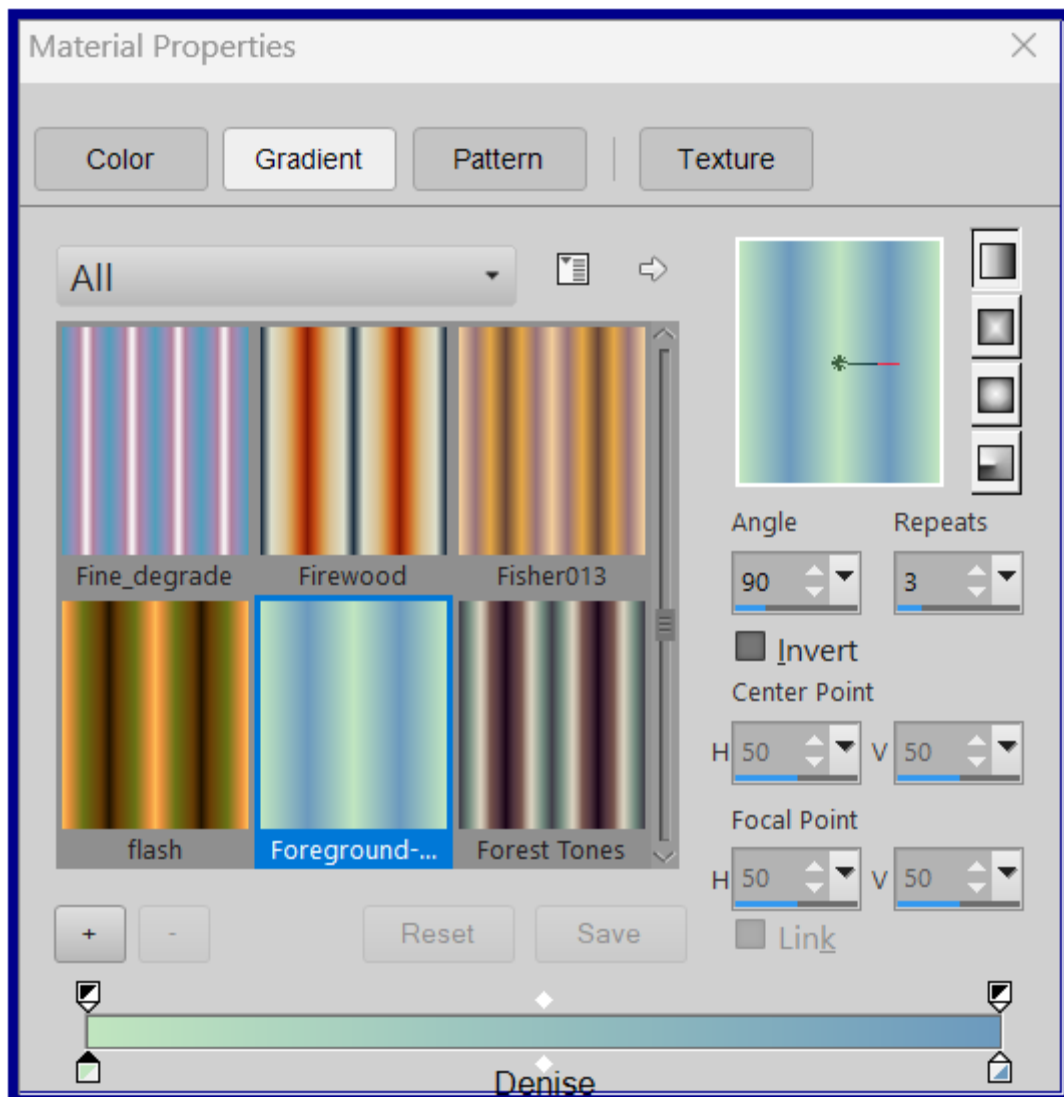 Material Properties
Color Gradient Pattern Texture
All
Fine_degrade Firewood Fisher013
flash Foreground-... Forest Tones
Angle Repeats
90 3
Invert
Center Point
H 50 V 50
Focal Point
H 50 V 50
Link
+ - Reset Save
Denise